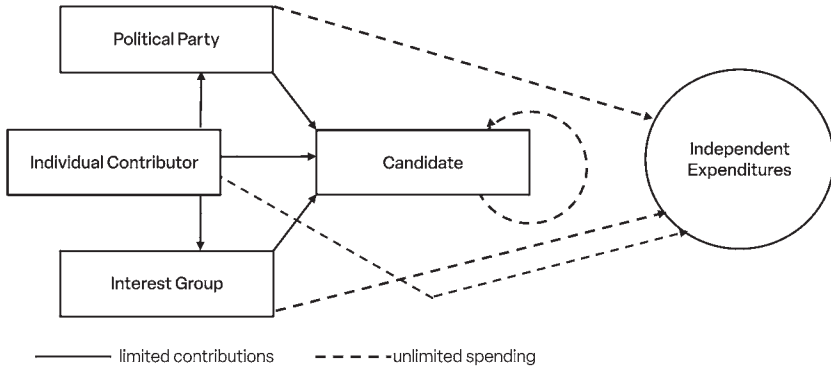 Political Party
Individual Contributor
Candidate
Independent
Expenditures
Interest Group
limited contributions
unlimited spending